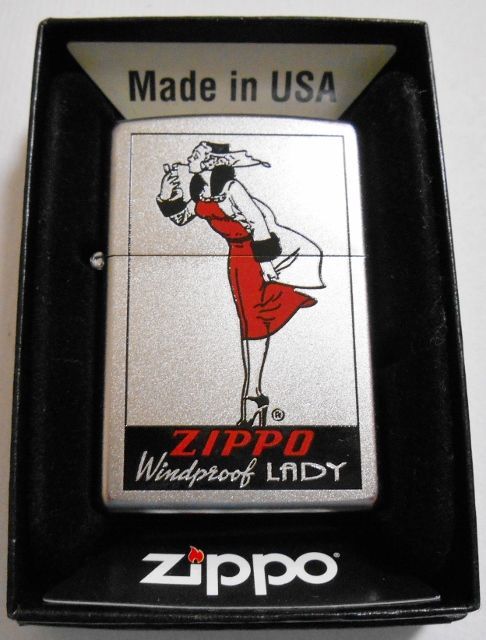 Made in USA
®
ZIPPO
Windproof LADY
zippo®